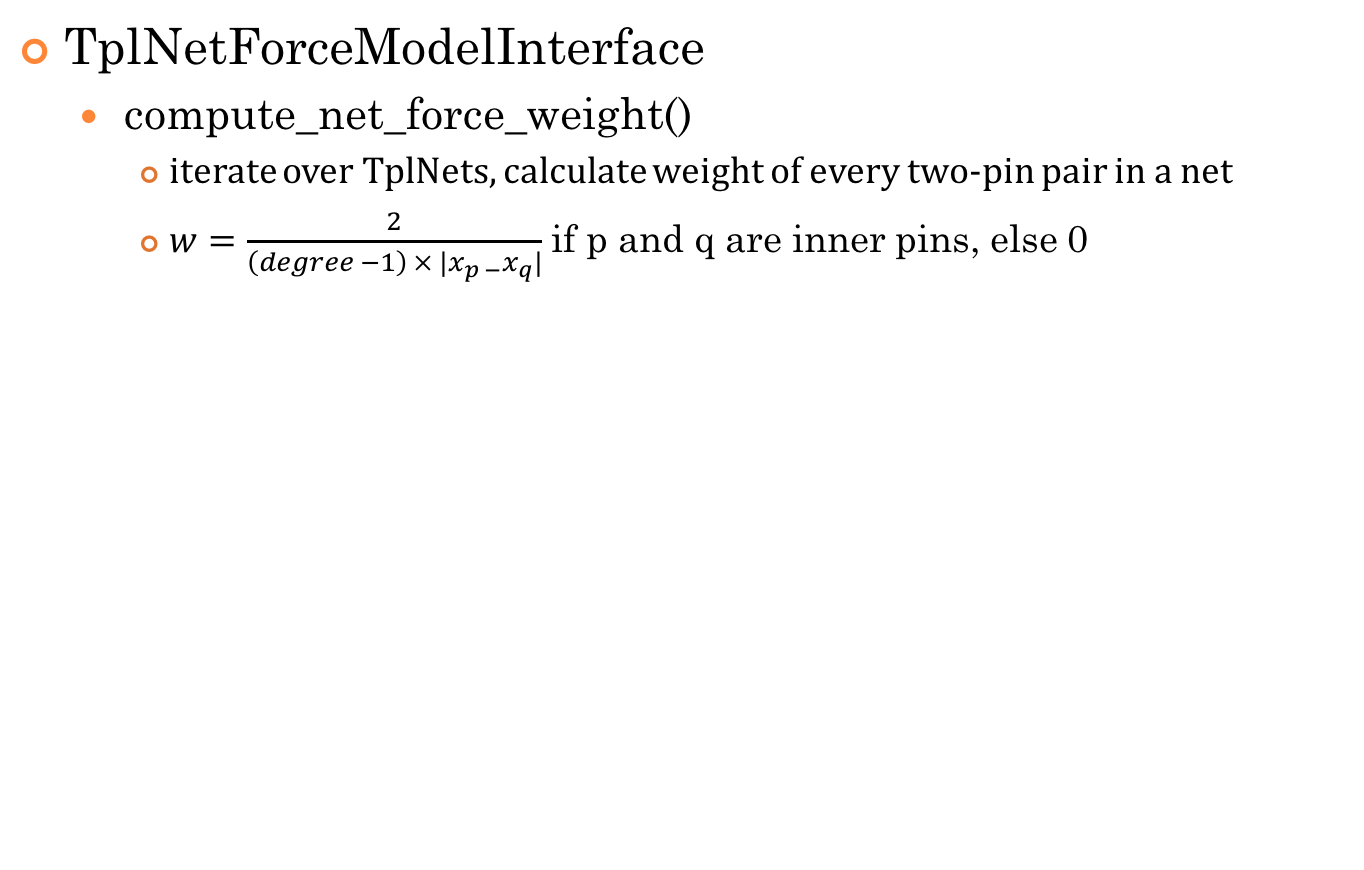 TplNetForceModelInterface
compute_net_force_weight()
iterate over TplNets, calculate weight of every two-pin pair in a net
w = 2 / ((degree −1) × |x_p − x_q|) if p and q are inner pins, else 0